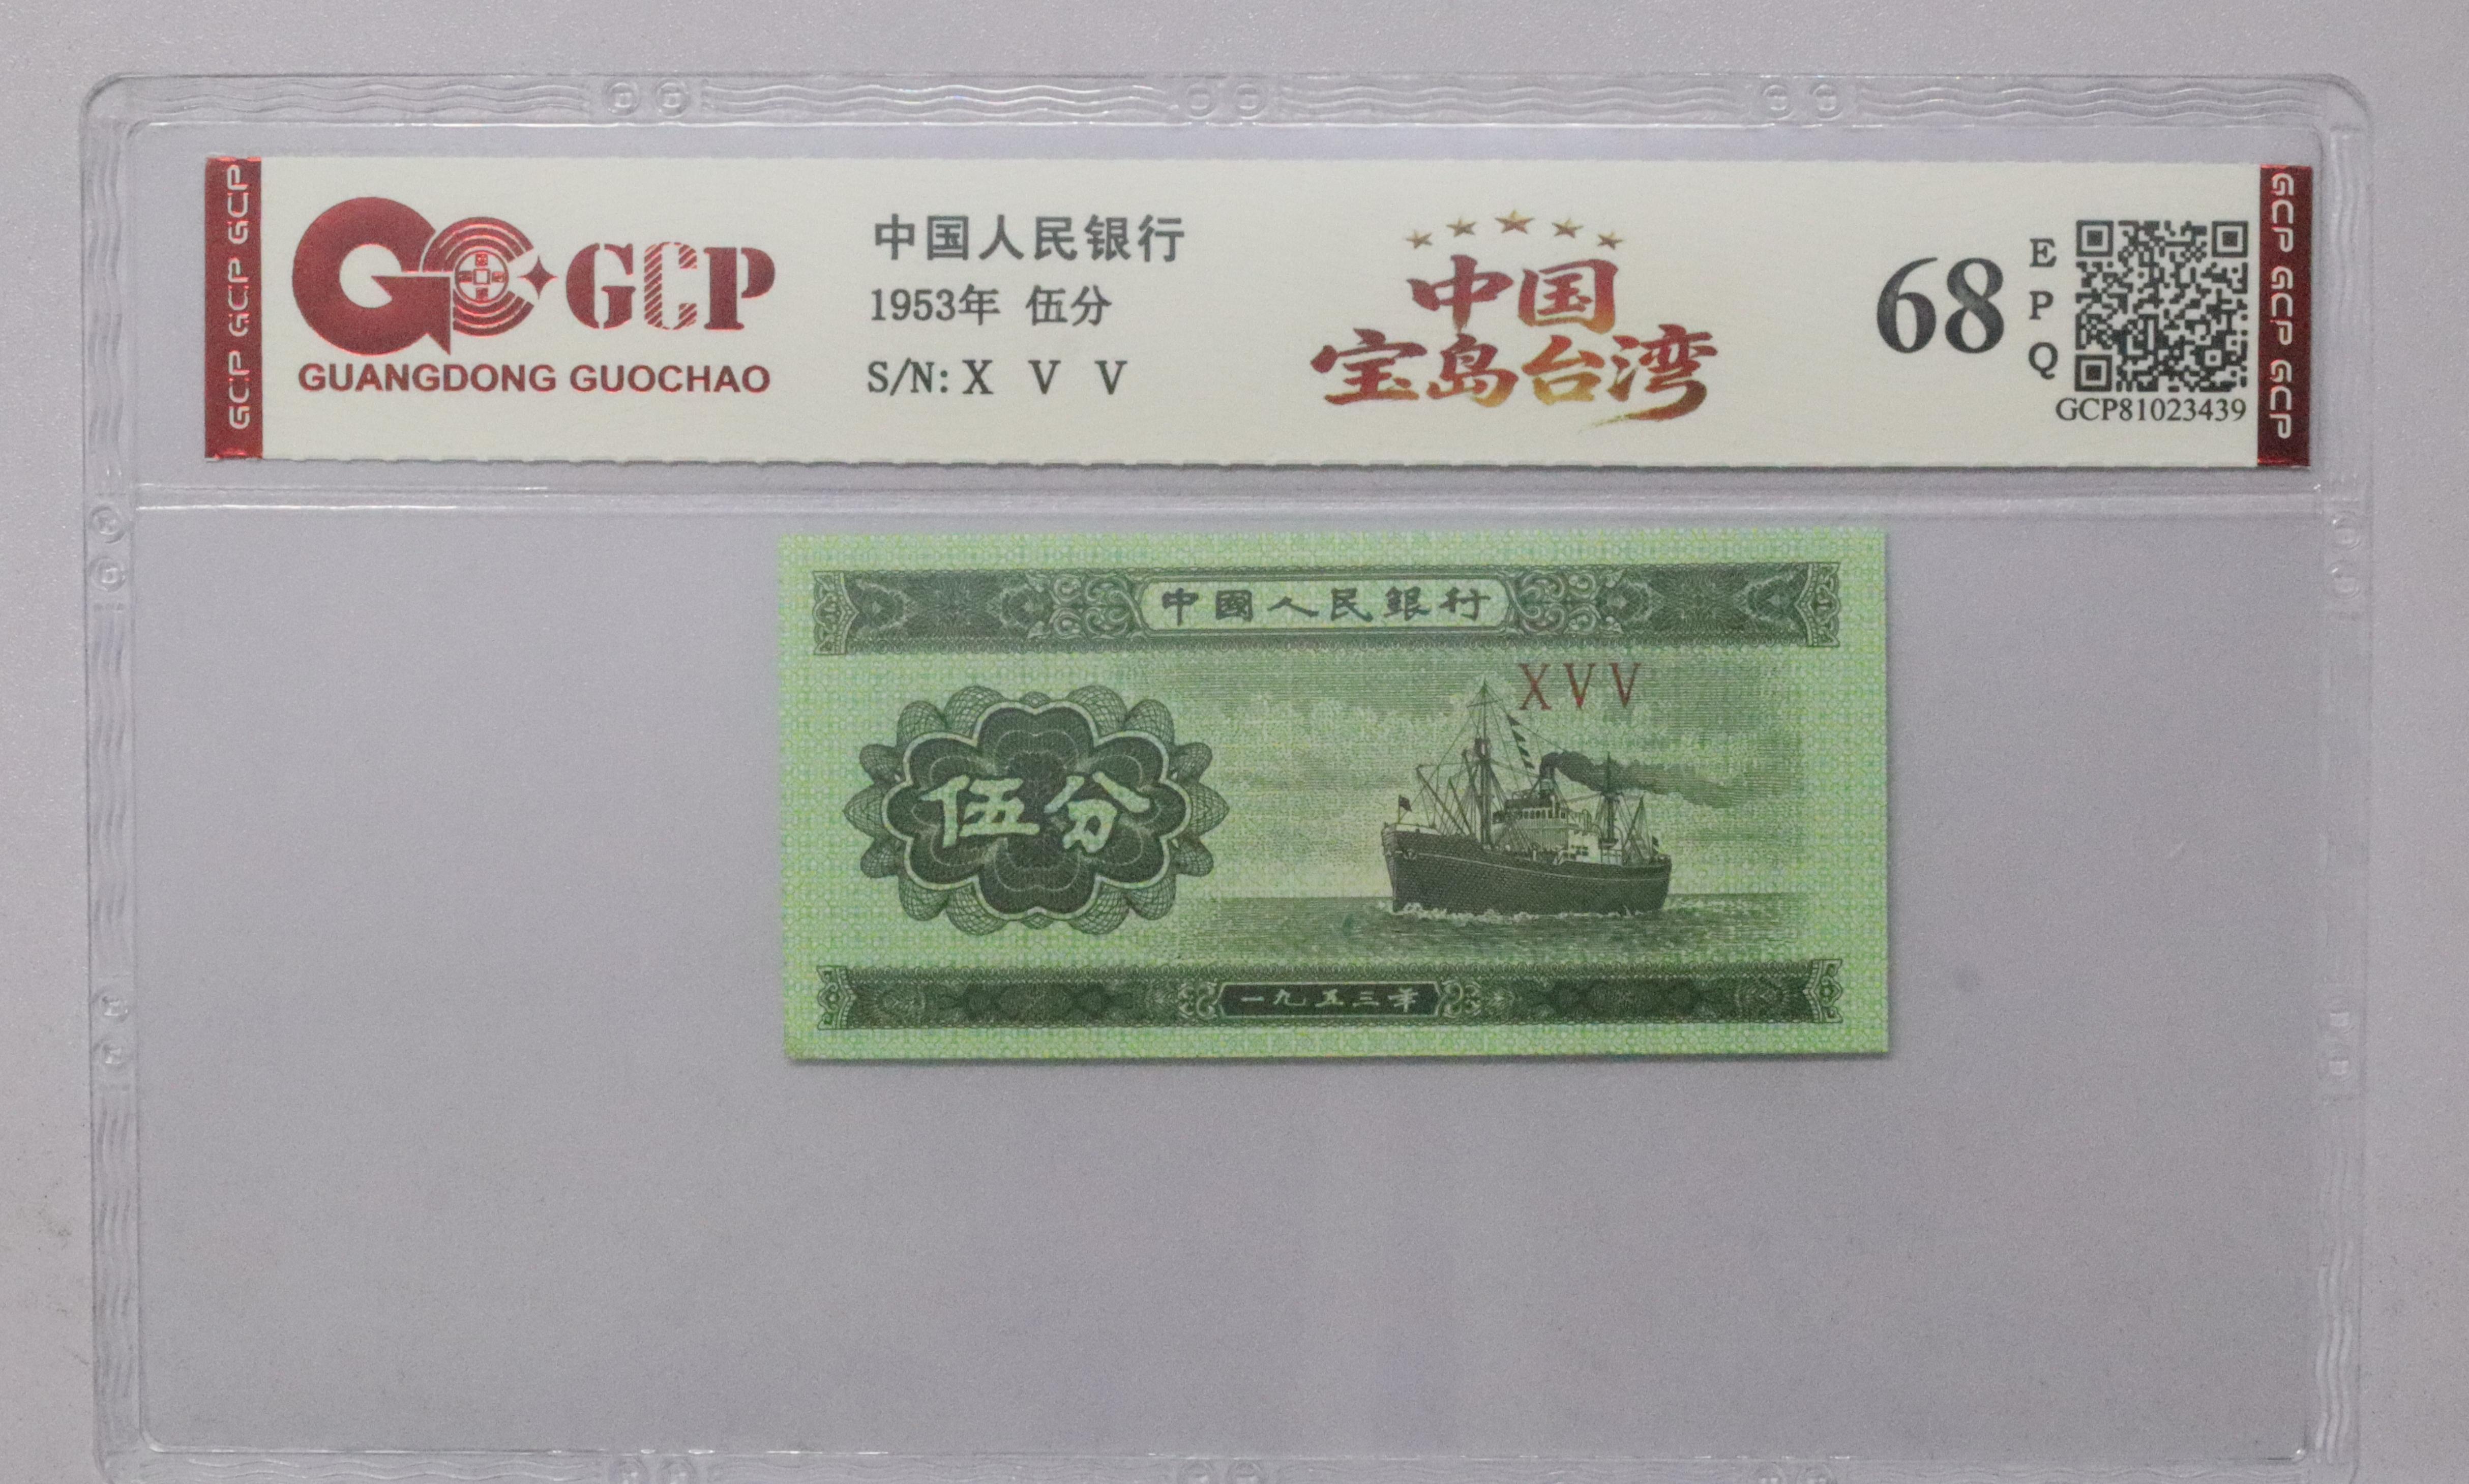 GCP GCP GCP
GCP
GUANGDONG GUOCHAO
中国人民银行
1953年 伍分
S/N: X V V
中国
宝岛台湾
68
E
P
Q
GCP81023439
GCP GCP GCP
中國人民銀行
XVV
伍分
一九五三年